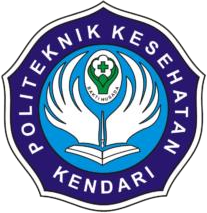 POLITEKNIK KESEHATAN
BAKTI HUSADA
KENDARI